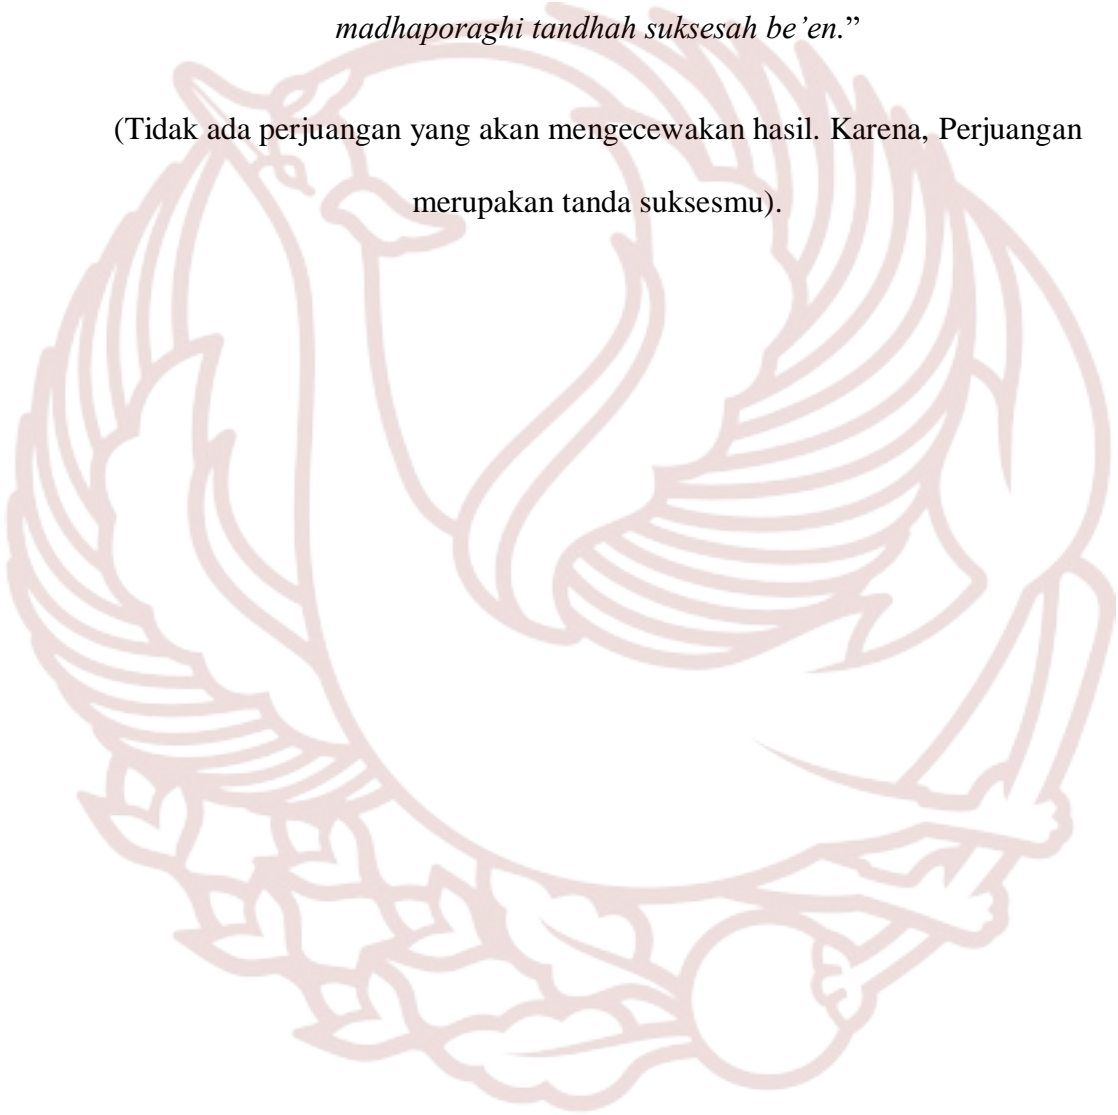 madhaporaghi tandhah suksesah be’en.”
(Tidak ada perjuangan yang akan mengecewakan hasil. Karena, Perjuangan
merupakan tanda suksesmu).